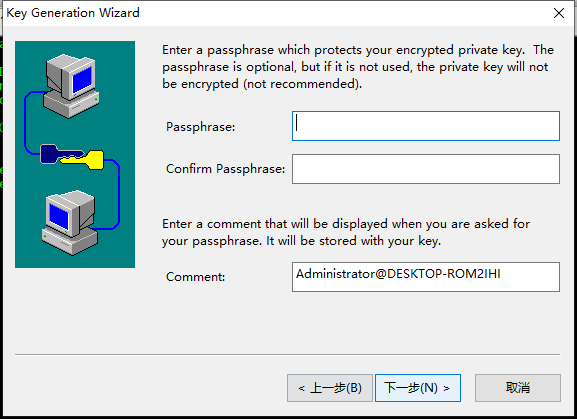 Key Generation Wizard
Enter a passphrase which protects your encrypted private key. The
passphrase is optional, but if it is not used, the private key will not
be encrypted (not recommended).
Passphrase:
Confirm Passphrase:
Enter a comment that will be displayed when you are asked for
your passphrase. It will be stored with your key.
Comment: Administrator@DESKTOP-ROM2IHI
< 上一步(B) 下一步(N) > 取消